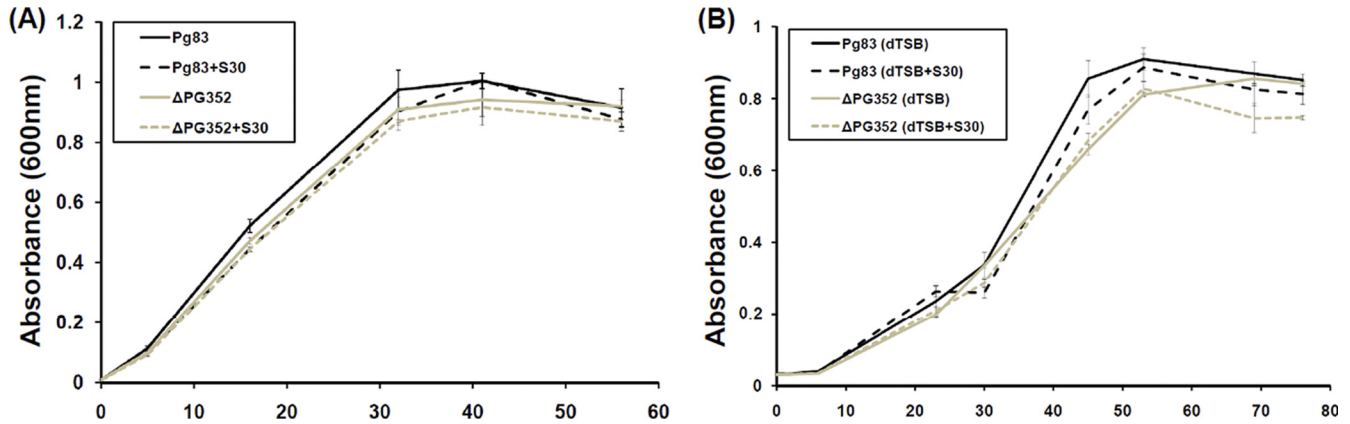 (A)
Absorbance (600nm)
1.2
1
0.8
0.6
0.4
0.2
0
Pg83
Pg83+S30
ΔPG352
ΔPG352+S30
0 10 20 30 40 50 60
(B)
Absorbance (600nm)
1
0.8
0.6
0.4
0.2
0
Pg83 (dTSB)
Pg83 (dTSB+S30)
ΔPG352 (dTSB)
ΔPG352 (dTSB+S30)
0 10 20 30 40 50 60 70 80